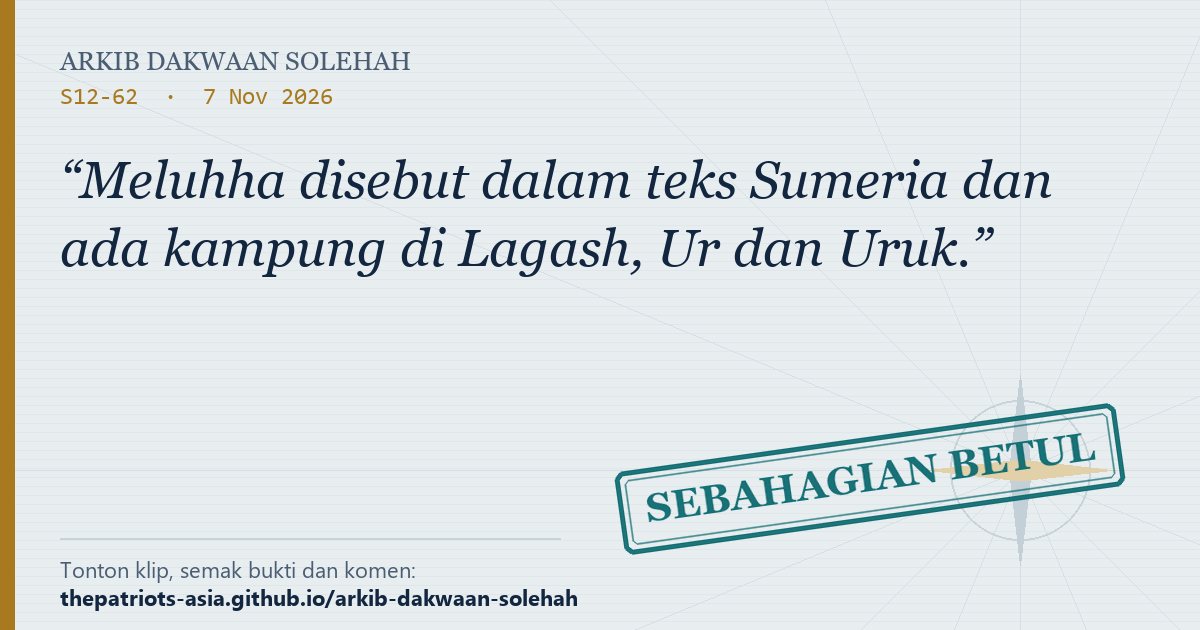 ARKIB DAKWAAN SOLEHAH
S12-62 · 7 Nov 2026
“Meluhha disebut dalam teks Sumeria dan
ada kampung di Lagash, Ur dan Uruk.”
SEBAHAGIAN BETUL
Tonton klip, semak bukti dan komen:
thepatriots-asia.github.io/arkib-dakwaan-solehah